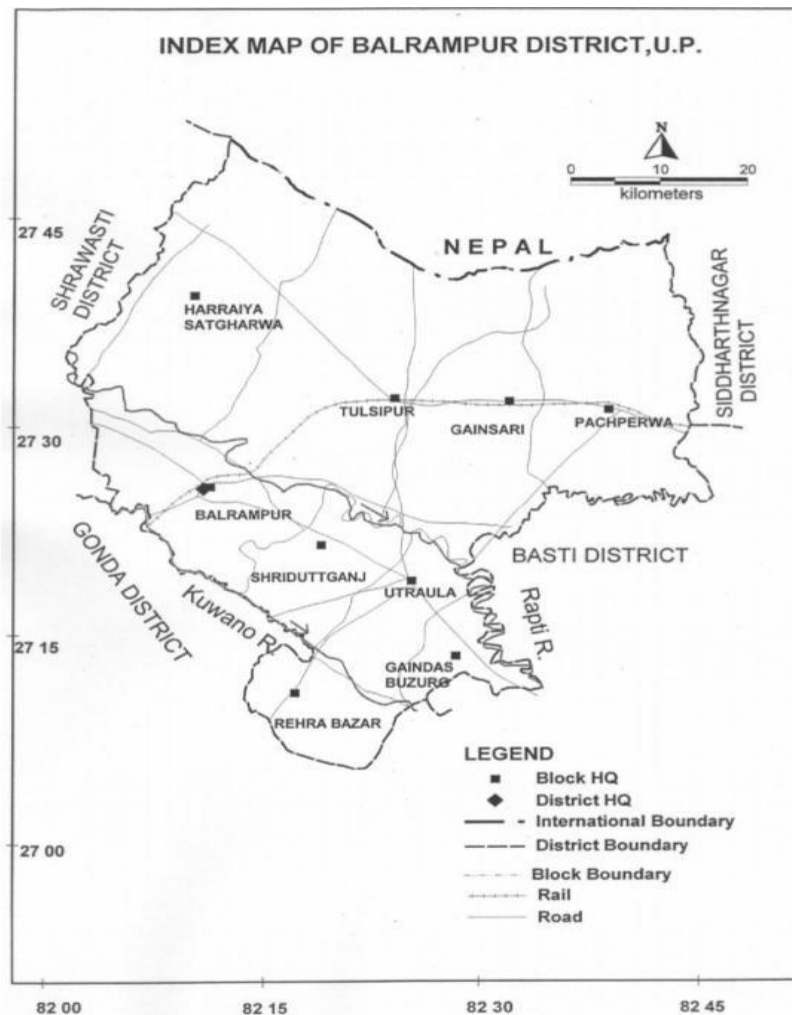 INDEX MAP OF BALRAMPUR DISTRICT,U.P.
N
0 10 20
kilometers
27 45
NEPAL
SHRAWASTI
DISTRICT
HARRAIYA
SATGHARWA
SIDDHARTHNAGAR
DISTRICT
TULSIPUR
GAINSARI
PACHPERWA
27 30
BALRAMPUR
BASTI DISTRICT
SHRIDUTTGANJ
UTRAULA
GONDA DISTRICT
Kuwano R.
Rapti R.
27 15
GAINDAS
BUZURG
REHRA BAZAR
LEGEND
Block HQ
District HQ
International Boundary
District Boundary
Block Boundary
Rail
Road
27 00
82 00 82 15 82 30 82 45